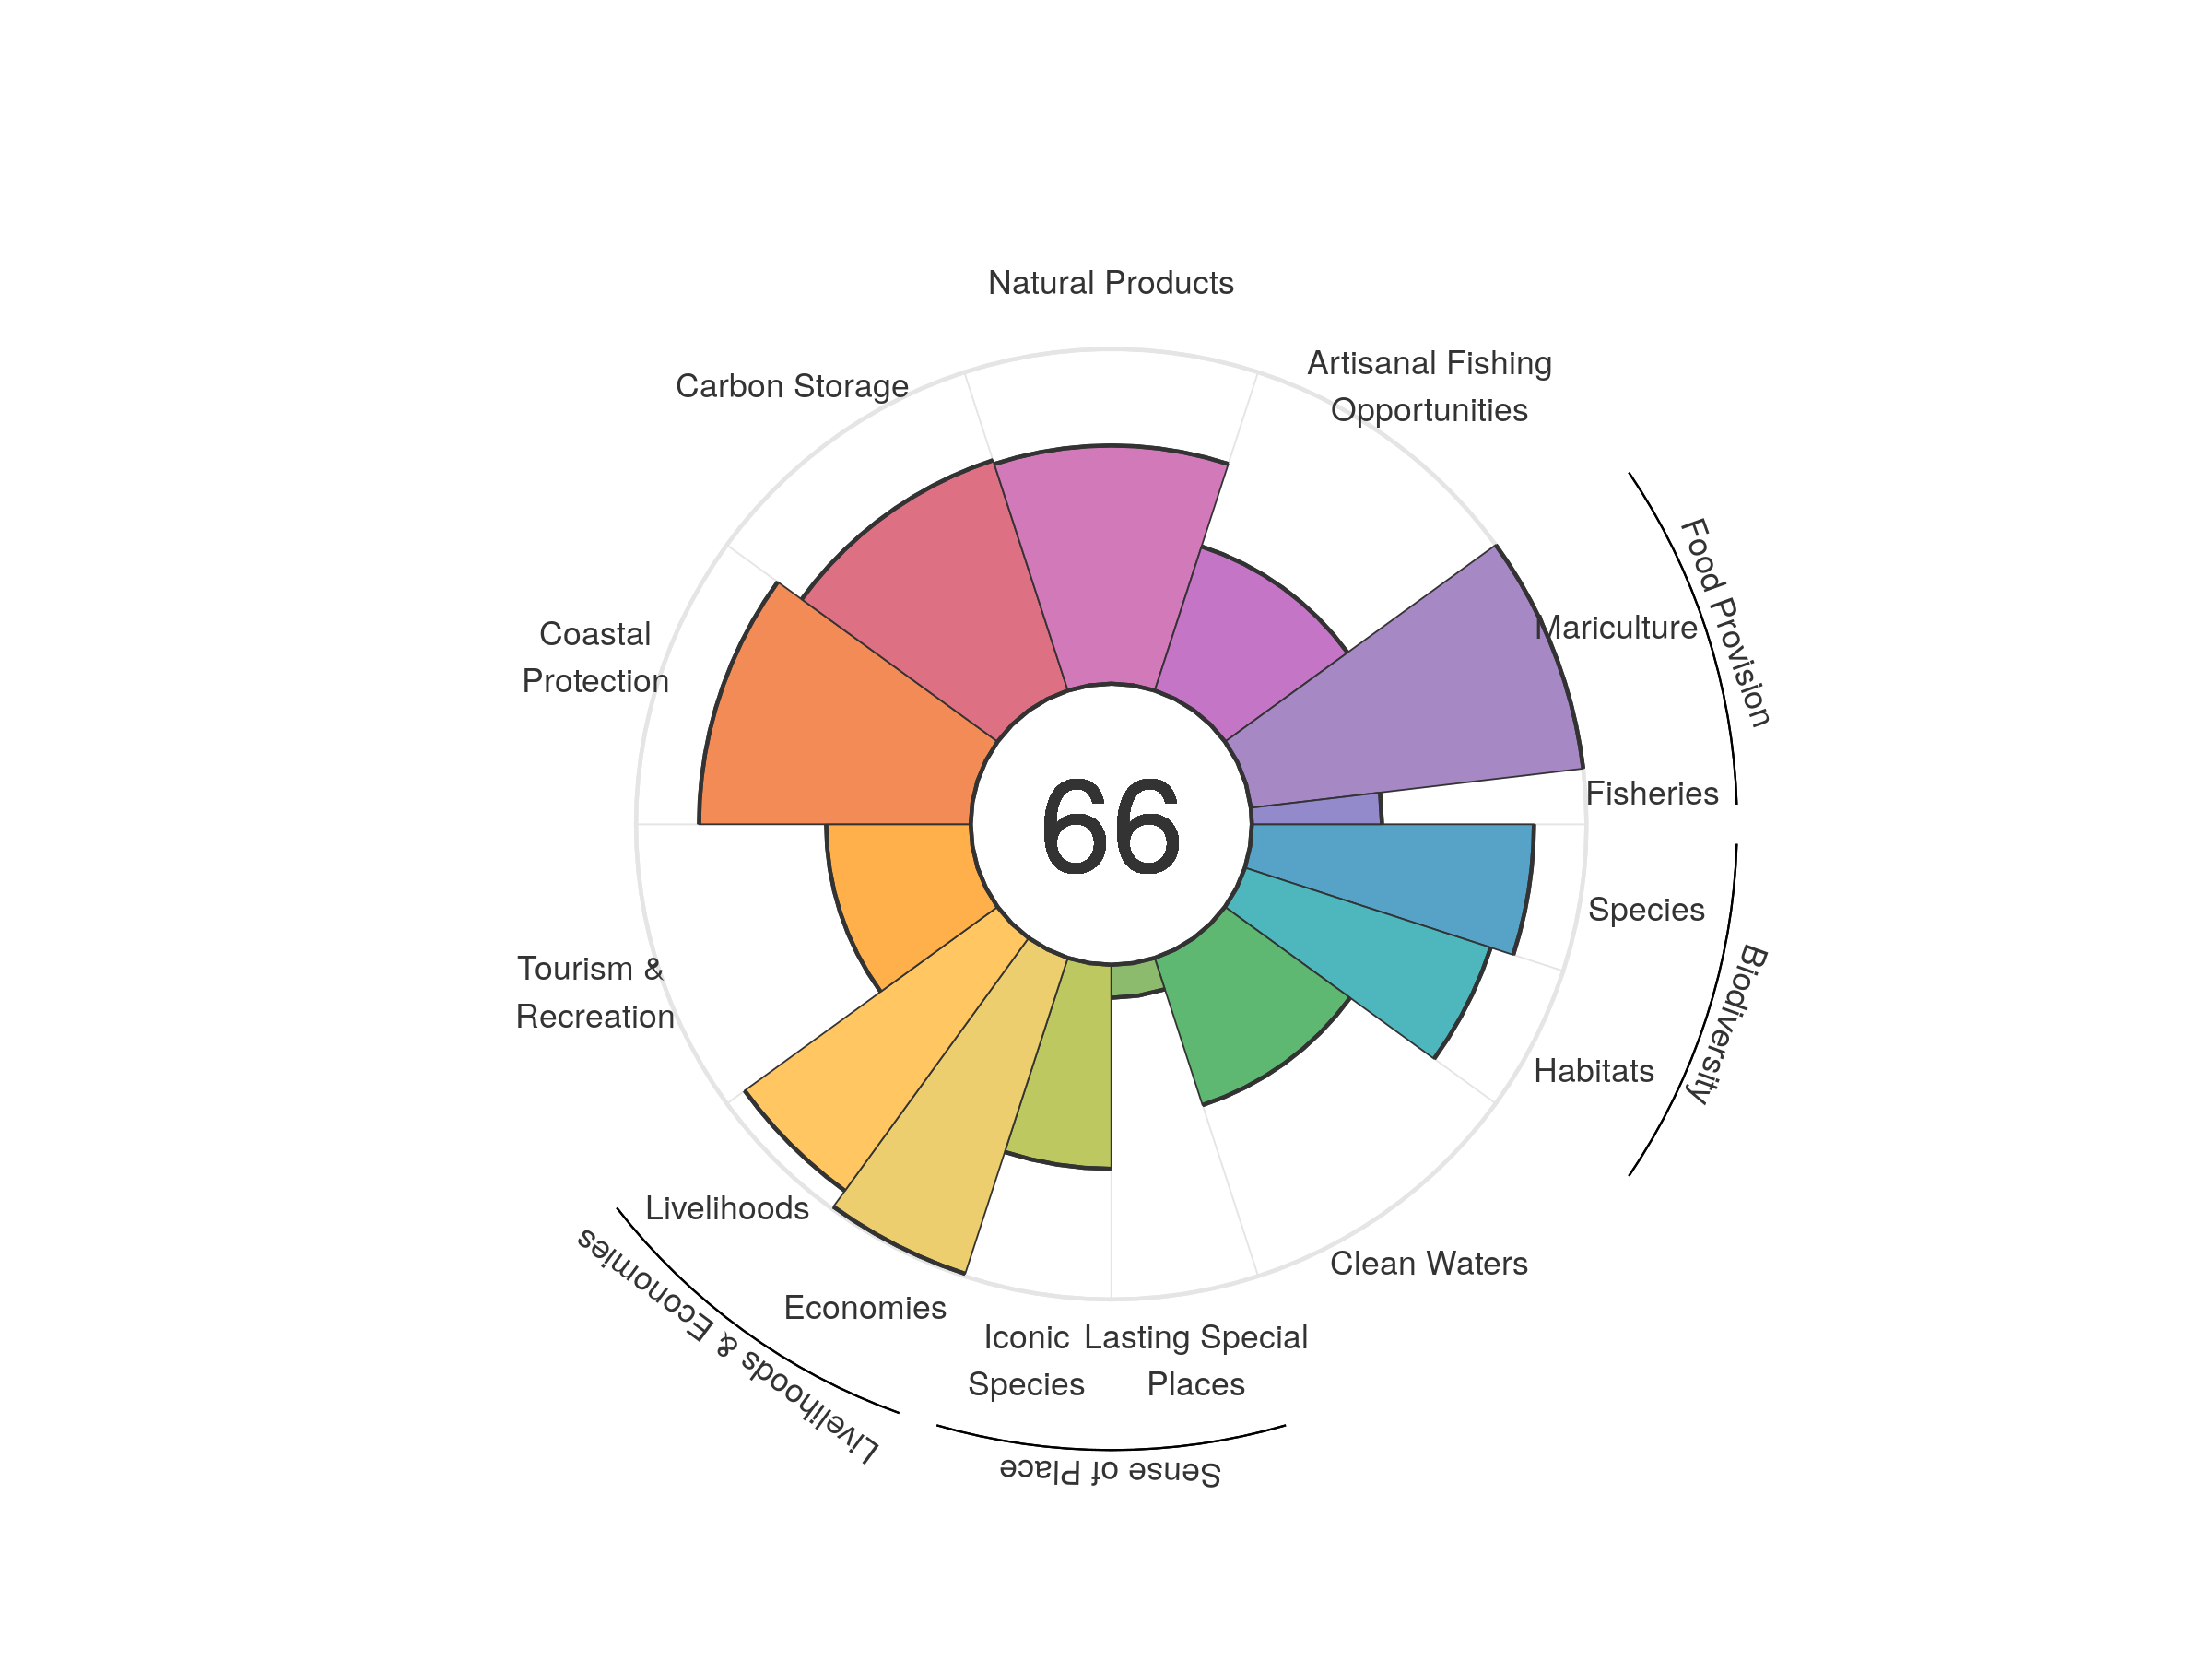 Natural Products
Artisanal Fishing
Opportunities
Carbon Storage
Food Provision
Mariculture
Coastal
Protection
Fisheries
66
Species
Biodiversity
Tourism &
Recreation
Habitats
Livelihoods
Clean Waters
Economies
Livelihoods & Economies
Iconic
Species
Lasting Special
Places
Sense of Place